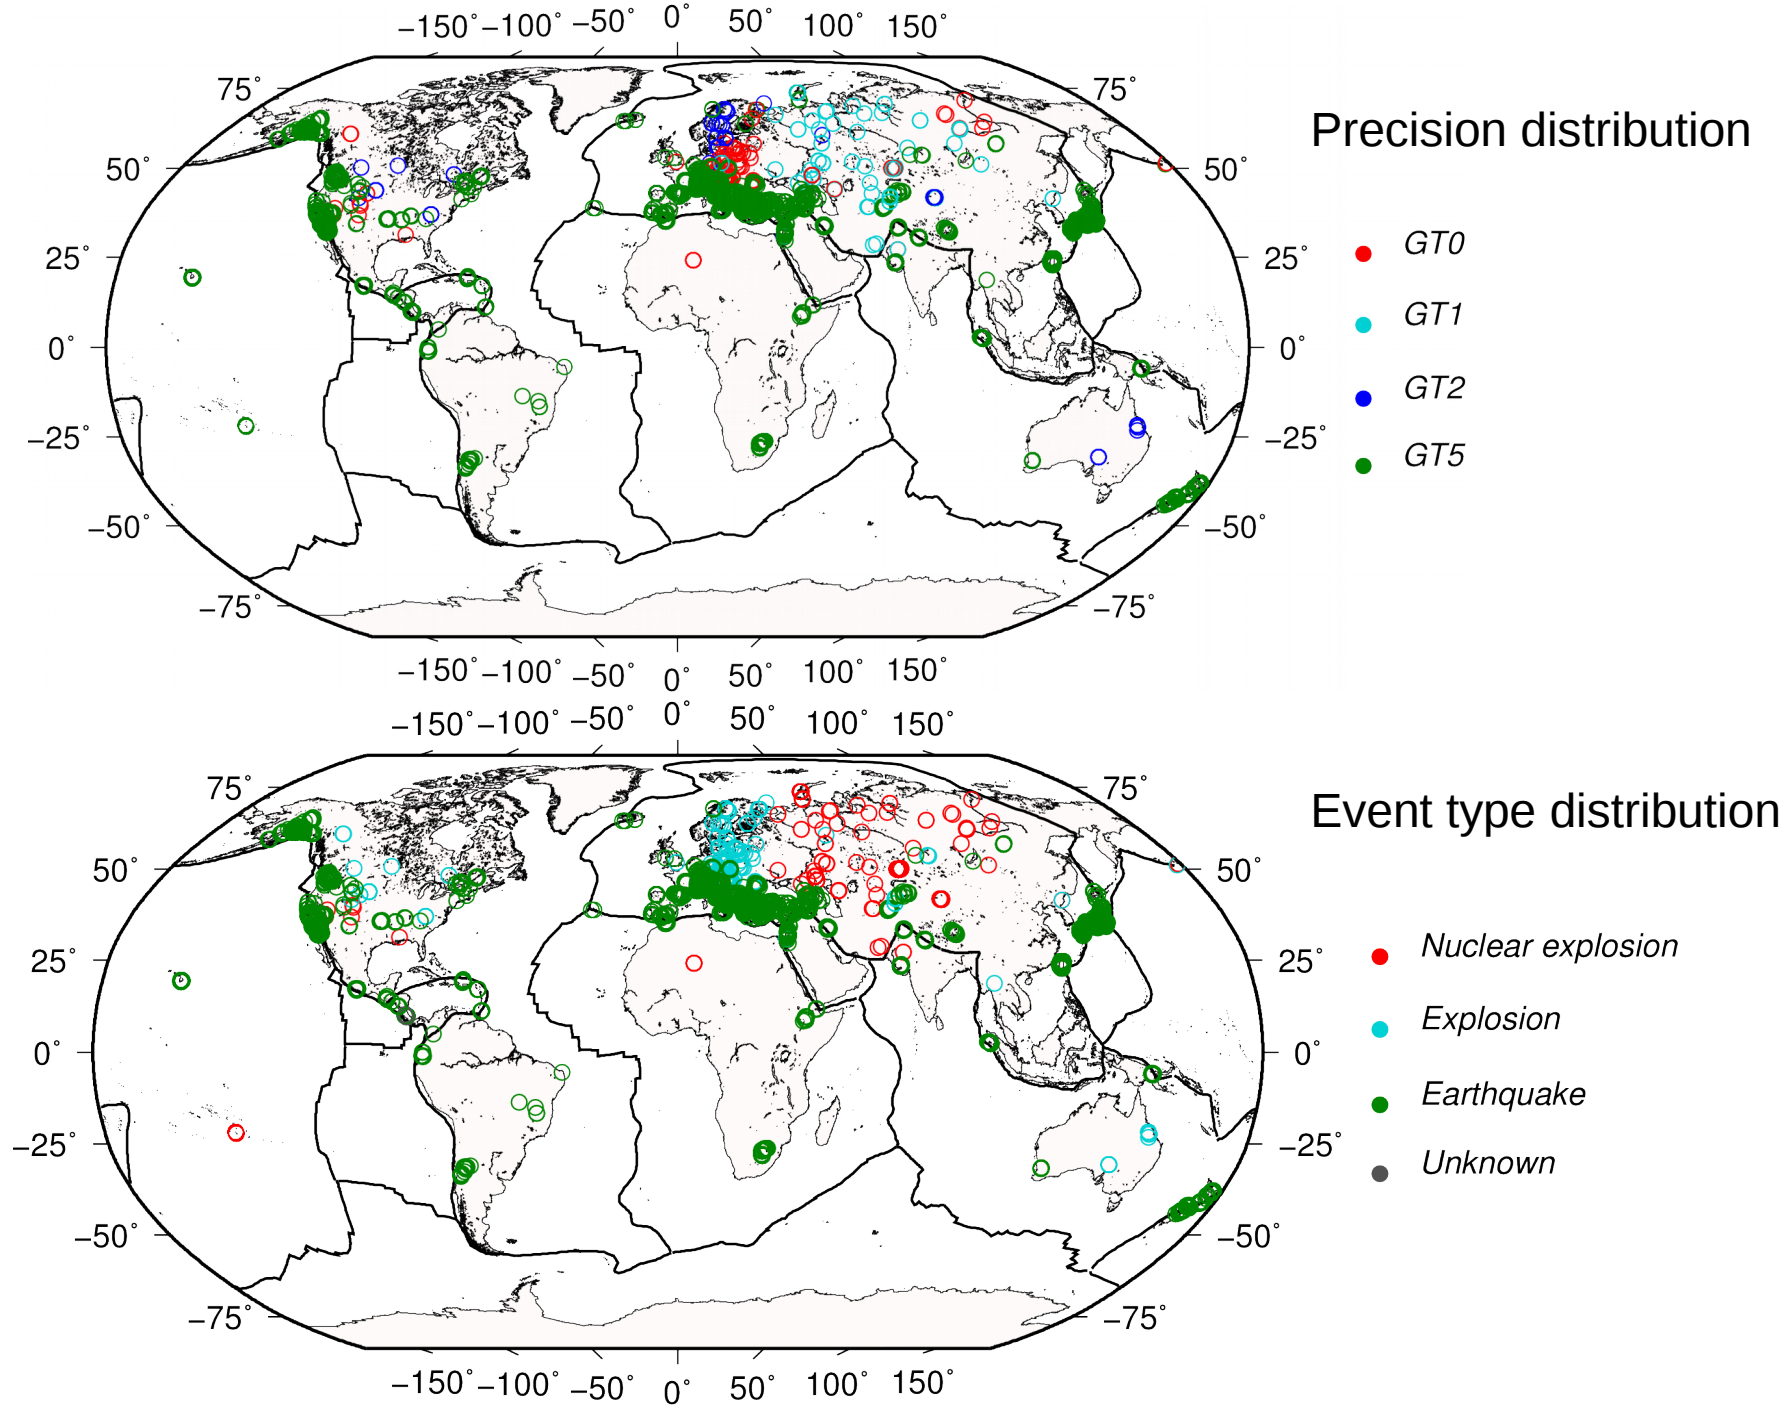 −150° −100° −50° 0° 50° 100° 150°
75° 75°
Precision distribution
50° 50°
GT0
25° 25°
GT1
0° 0°
GT2
−25° −25°
GT5
−50° −50°
−75° −75°
−150° −100° −50° 0° 50° 100° 150°
−150° −100° −50° 0° 50° 100° 150°
75° 75°
Event type distribution
50° 50°
Nuclear explosion
25° 25°
Explosion
0° 0°
Earthquake
−25° −25°
Unknown
−50° −50°
−75° −75°
−150° −100° −50° 0° 50° 100° 150°